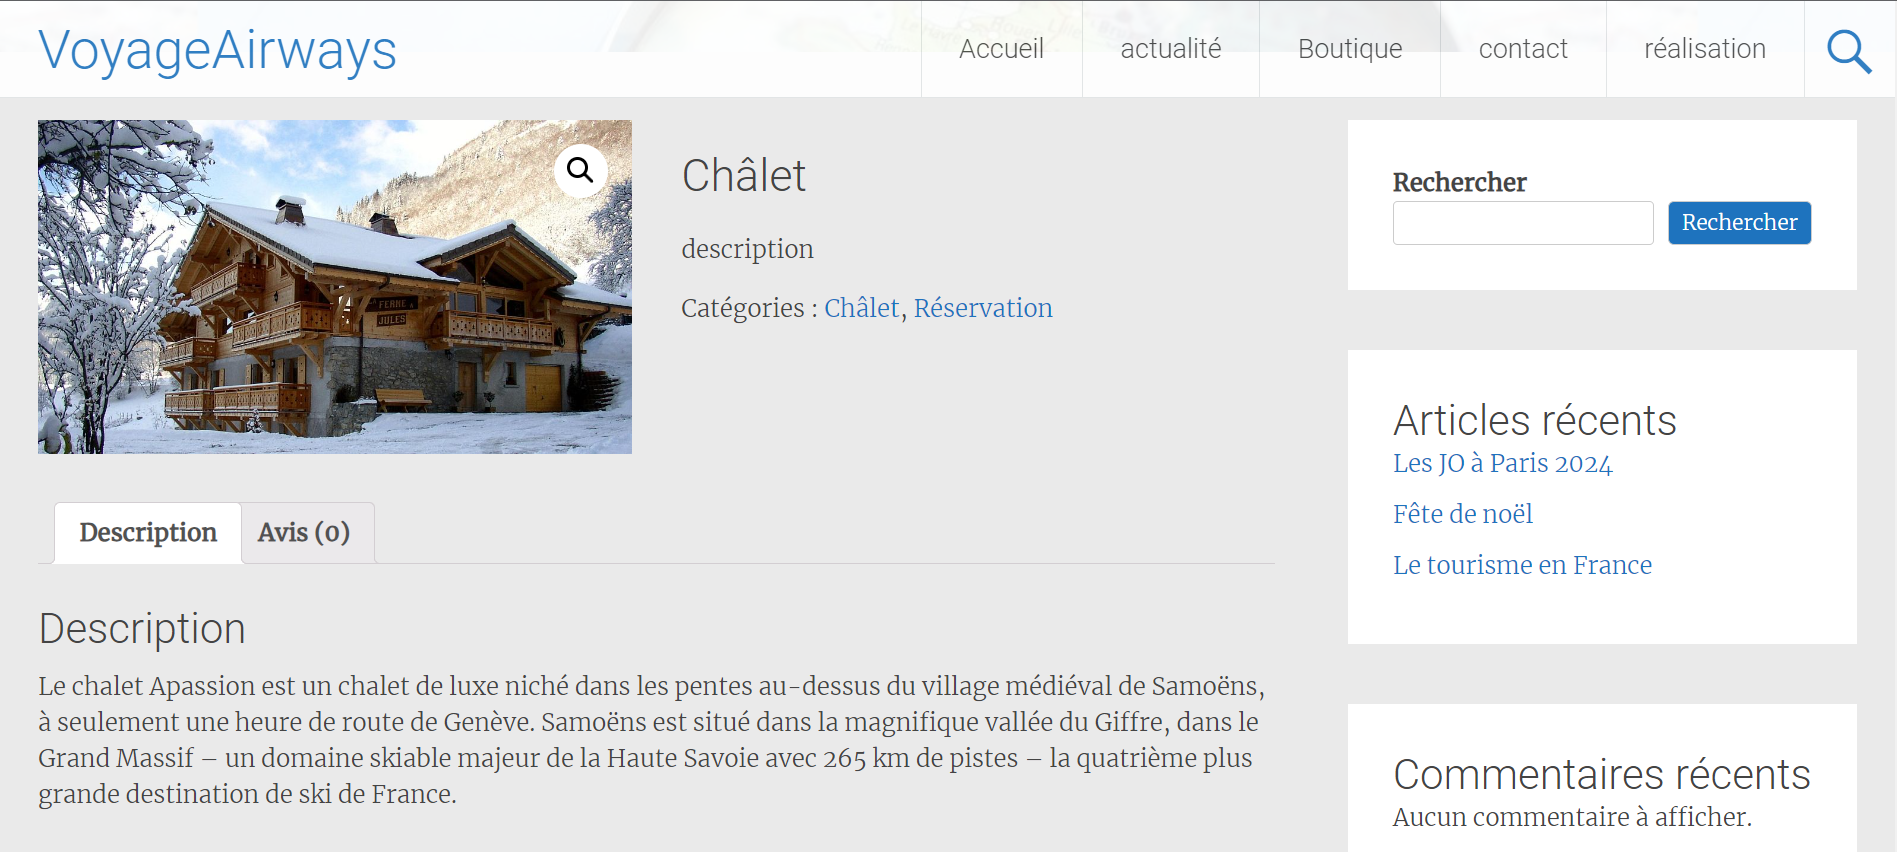 VoyageAirways
Accueil
actualité
Boutique
contact
réalisation
FERME A
JULES
Châlet
description
Catégories : Châlet, Réservation
Description
Avis (0)
Description
Le chalet Apassion est un chalet de luxe niché dans les pentes au-dessus du village médiéval de Samoëns,
à seulement une heure de route de Genève. Samoëns est situé dans la magnifique vallée du Giffre, dans le
Grand Massif – un domaine skiable majeur de la Haute Savoie avec 265 km de pistes – la quatrième plus
grande destination de ski de France.
Rechercher
Rechercher
Articles récents
Les JO à Paris 2024
Fête de noël
Le tourisme en France
Commentaires récents
Aucun commentaire à afficher.